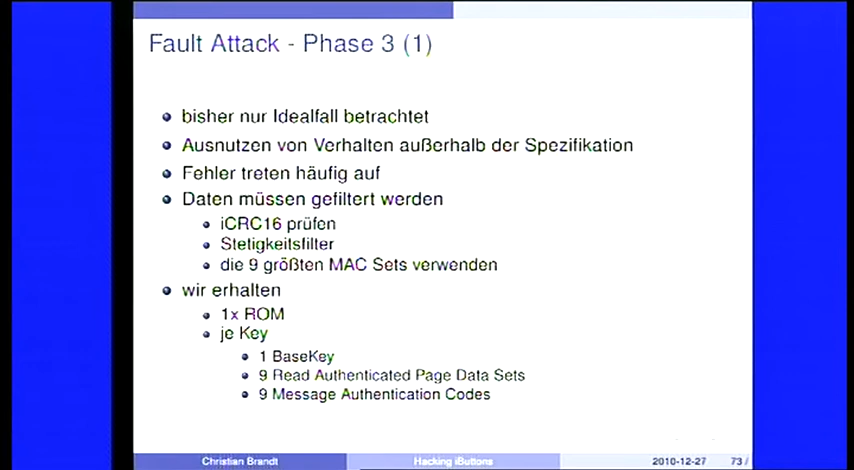 Fault Attack - Phase 3 (1)
bisher nur Idealfall betrachtet
Ausnutzen von Verhalten außerhalb der Spezifikation
Fehler treten häufig auf
Daten müssen gefiltert werden
iCRC16 prüfen
Stetigkeitsfilter
die 9 größten MAC Sets verwenden
wir erhalten
1x ROM
je Key
1 BaseKey
9 Read Authenticated Page Data Sets
9 Message Authentication Codes
Christian Brandt Hacking iButtons 2010-12-27 73 /